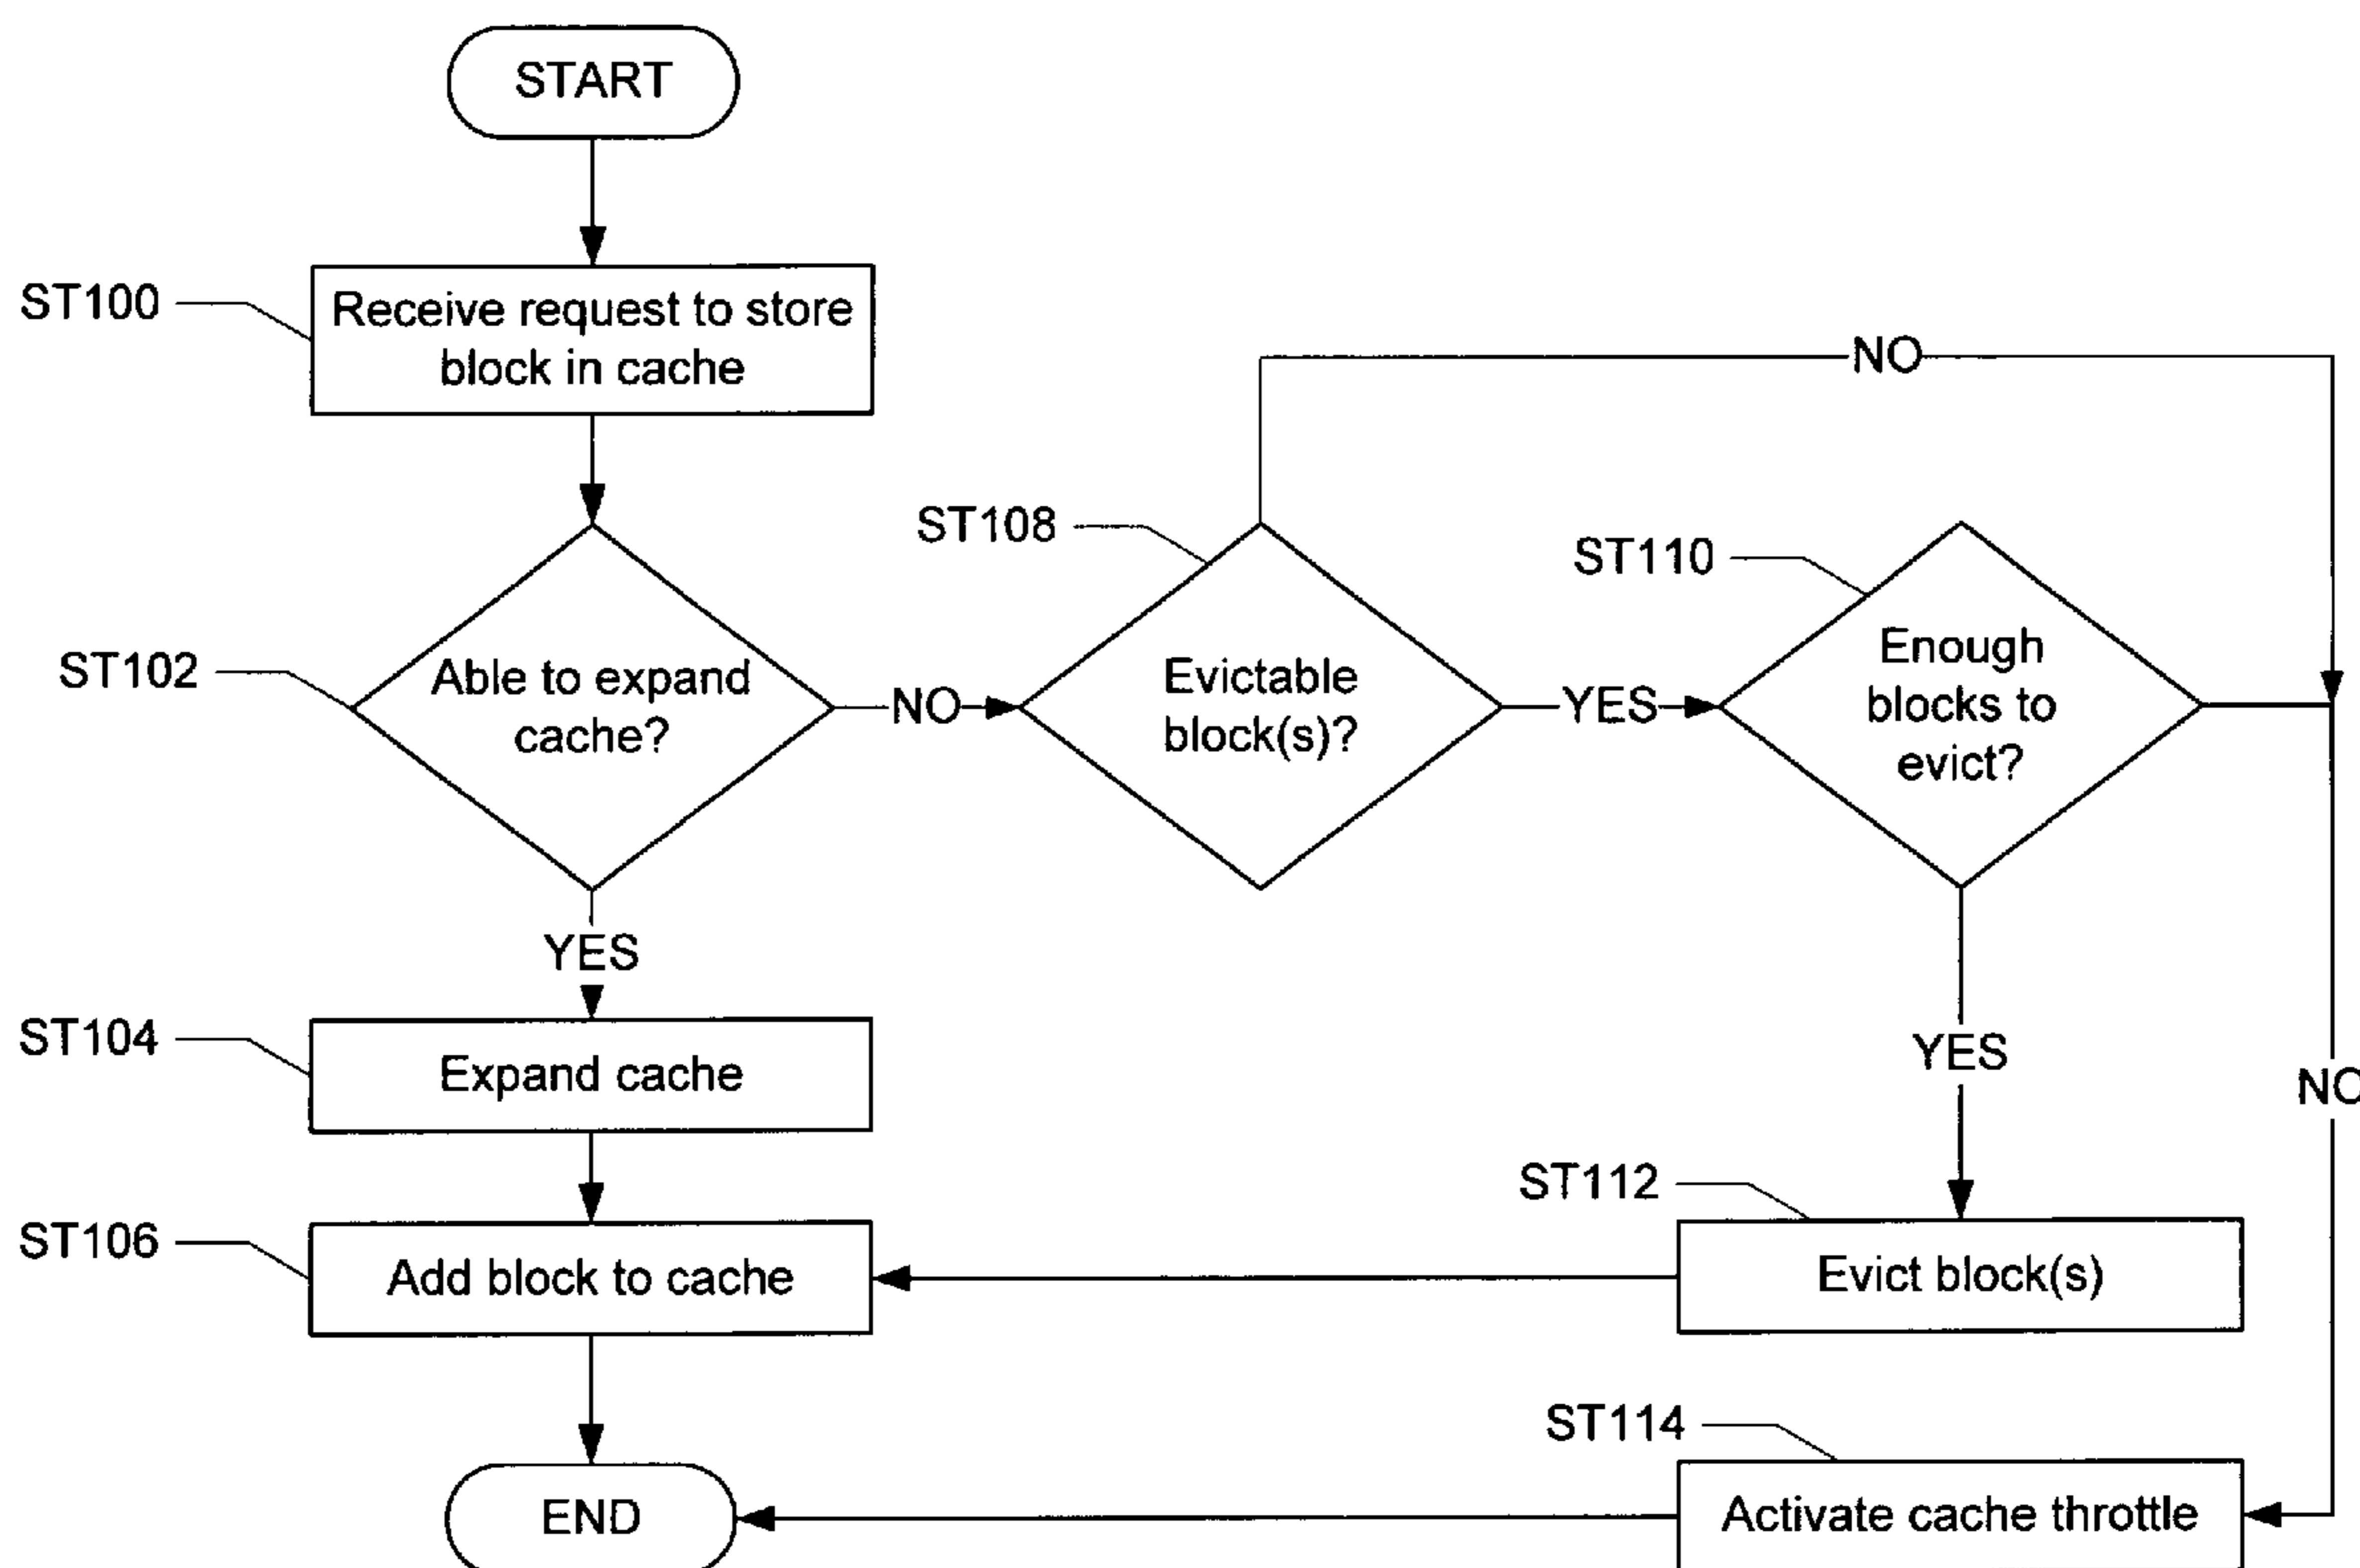 START
ST100
Receive request to store
block in cache
NO
ST102
Able to expand
cache?
NO
ST108
Evictable
block(s)?
YES
ST110
Enough
blocks to
evict?
YES
YES
NO
ST104
Expand cache
ST112
Evict block(s)
ST106
Add block to cache
ST114
Activate cache throttle
END